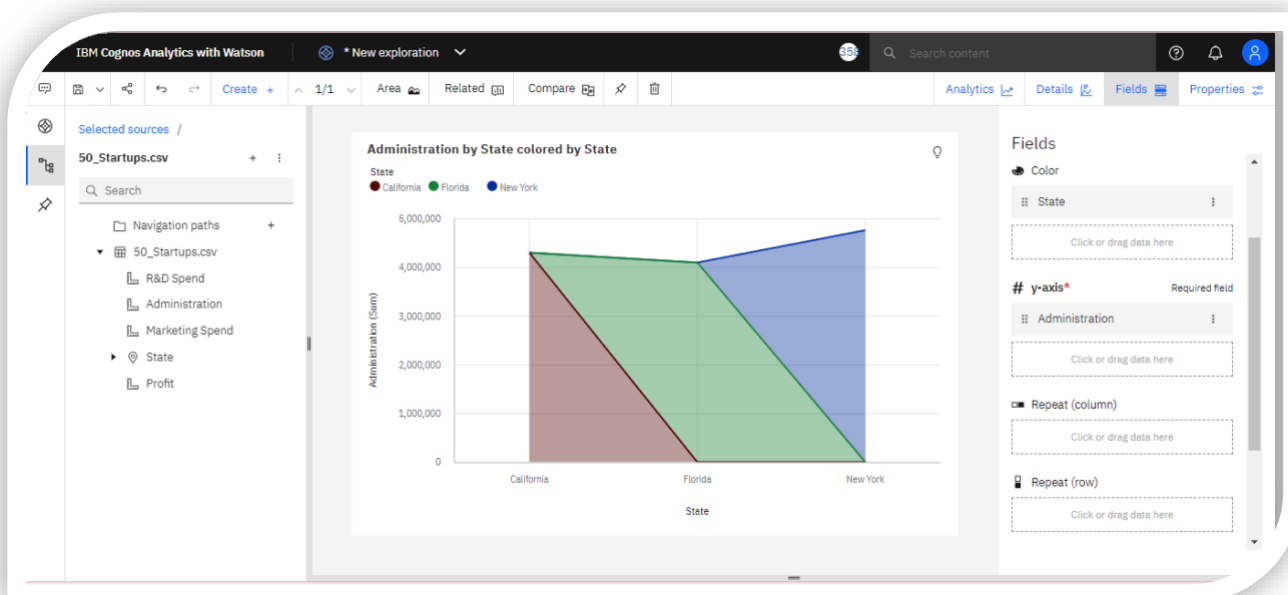 IBM Cognos Analytics with Watson
* New exploration
Search content
Create +
1/1
Area
Related
Compare
Analytics
Details
Fields
Properties
Selected sources /
50_Startups.csv
Search
Navigation paths
50_Startups.csv
R&D Spend
Administration
Marketing Spend
State
Profit
Administration by State colored by State
State
California
Florida
New York
5,000,000
4,000,000
3,000,000
2,000,000
1,000,000
0
Administration (Sum)
California
Florida
New York
State
Fields
Color
State
Click or drag data here
# y-axis*
Required field
Administration
Click or drag data here
Repeat (column)
Click or drag data here
Repeat (row)
Click or drag data here